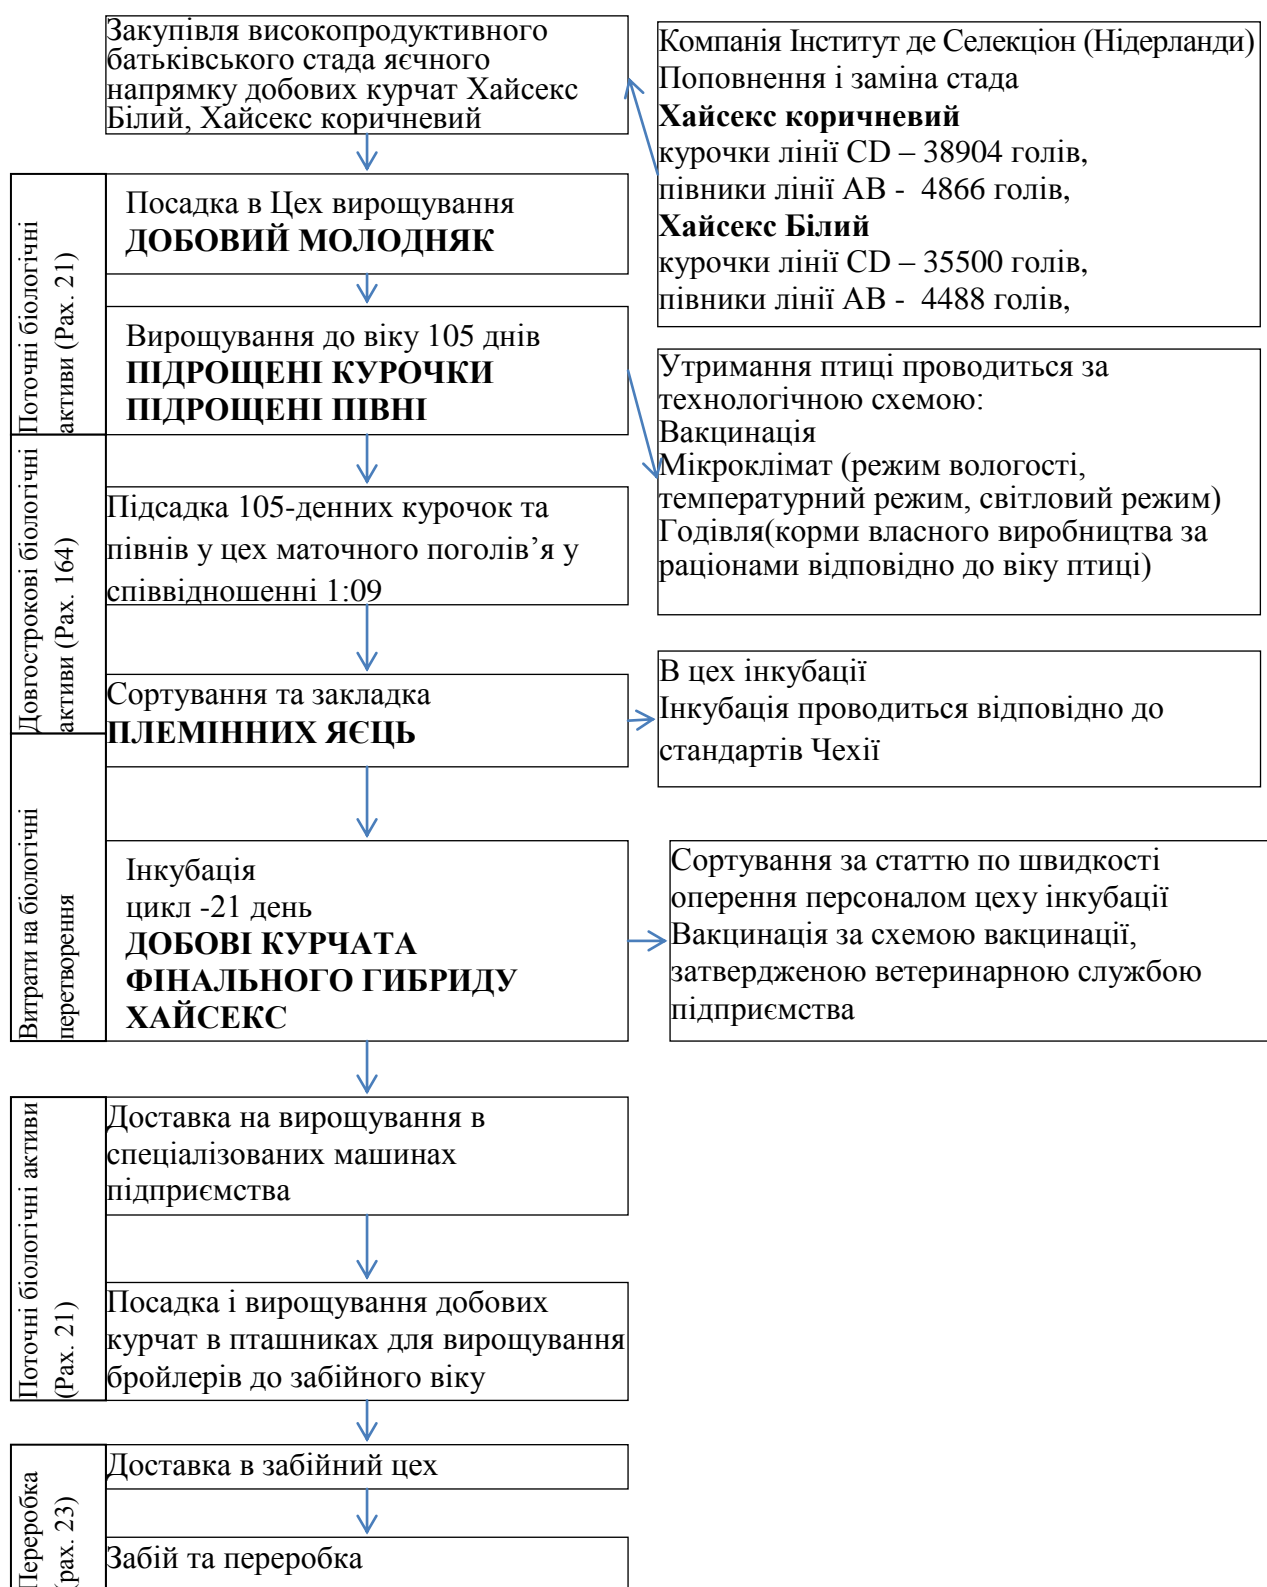 Закупівля високопродуктивного
батьківського стада яєчного
напрямку добових курчат Хайсекс
Білий, Хайсекс коричневий
Компанія Інститут де Селекціон (Нідерланди)
Поповнення і заміна стада
Хайсекс коричневий
курочки лінії CD – 38904 голів,
півники лінії АВ - 4866 голів,
Хайсекс Білий
курочки лінії CD – 35500 голів,
півники лінії АВ - 4488 голів,
Поточні біологічні
активи (Рах. 21)
Посадка в Цех вирощування
ДОБОВИЙ МОЛОДНЯК
Вирощування до віку 105 днів
ПІДРОЩЕНІ КУРОЧКИ
ПІДРОЩЕНІ ПІВНІ
Утримання птиці проводиться за
технологічною схемою:
Вакцинація
Мікроклімат (режим вологості,
температурний режим, світловий режим)
Годівля(корми власного виробництва за
раціонами відповідно до віку птиці)
Довгострокові біологічні
активи (Рах. 164)
Підсадка 105-денних курочок та
півнів у цех маточного поголів’я у
співвідношенні 1:09
Сортування та закладка
ПЛЕМІННИХ ЯЄЦЬ
В цех інкубації
Інкубація проводиться відповідно до
стандартів Чехії
Витрати на біологічні
перетворення
Інкубація
цикл -21 день
ДОБОВІ КУРЧАТА
ФІНАЛЬНОГО ГИБРИДУ
ХАЙСЕКС
Сортування за статтю по швидкості
оперення персоналом цеху інкубації
Вакцинація за схемою вакцинації,
затвердженою ветеринарною службою
підприємства
Поточні біологічні активи
(Рах. 21)
Доставка на вирощування в
спеціалізованих машинах
підприємства
Посадка і вирощування добових
курчат в пташниках для вирощування
бройлерів до забійного віку
Переробка
(рах. 23)
Доставка в забійний цех
Забій та переробка